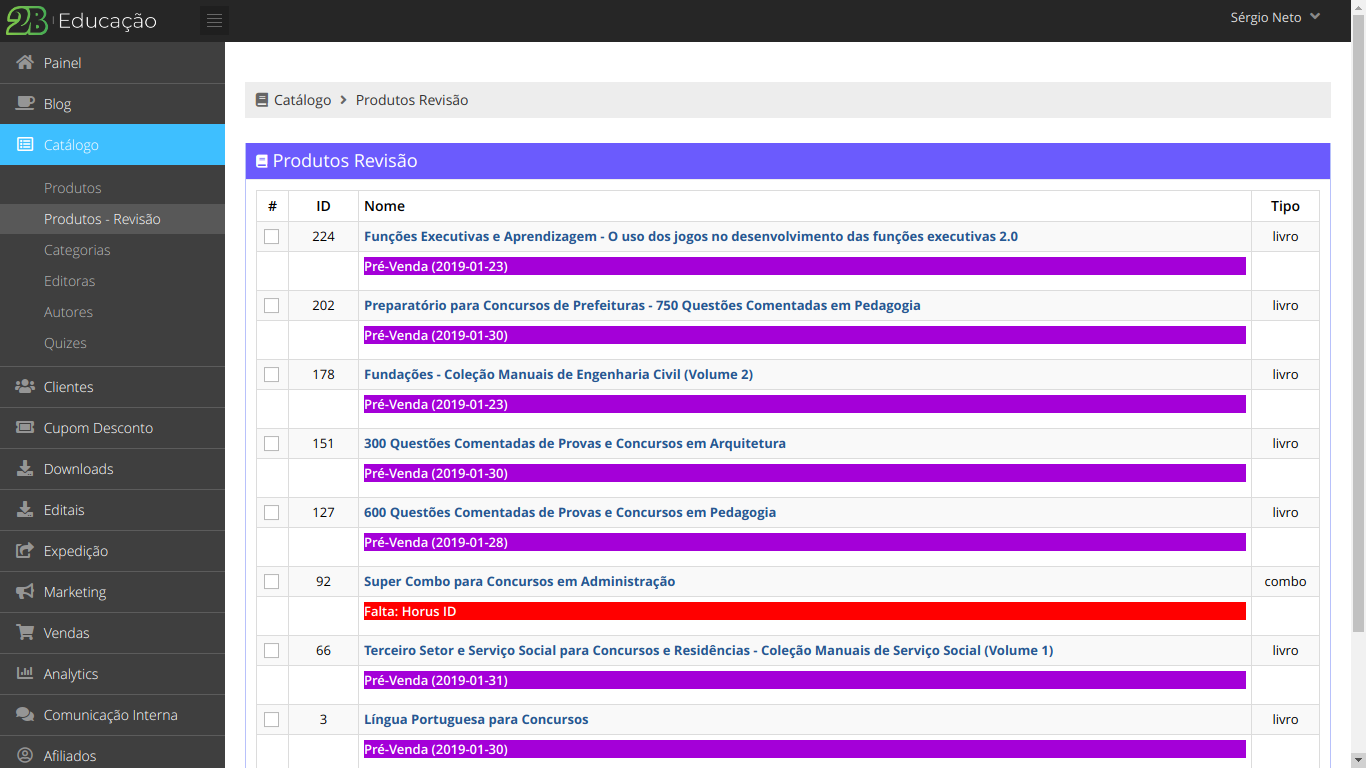 2B Educação
Sérgio Neto
Painel
Blog
Catálogo
Produtos
Produtos - Revisão
Categorias
Editoras
Autores
Quizes
Clientes
Cupom Desconto
Downloads
Editais
Expedição
Marketing
Vendas
Analytics
Comunicação Interna
Afiliados
Catálogo Produtos Revisão
Produtos Revisão
# ID Nome Tipo
224 Funções Executivas e Aprendizagem - O uso dos jogos no desenvolvimento das funções executivas 2.0 livro
Pré-Venda (2019-01-23)
202 Preparatório para Concursos de Prefeituras - 750 Questões Comentadas em Pedagogia livro
Pré-Venda (2019-01-30)
178 Fundações - Coleção Manuais de Engenharia Civil (Volume 2) livro
Pré-Venda (2019-01-23)
151 300 Questões Comentadas de Provas e Concursos em Arquitetura livro
Pré-Venda (2019-01-30)
127 600 Questões Comentadas de Provas e Concursos em Pedagogia livro
Pré-Venda (2019-01-28)
92 Super Combo para Concursos em Administração combo
Falta: Horus ID
66 Terceiro Setor e Serviço Social para Concursos e Residências - Coleção Manuais de Serviço Social (Volume 1) livro
Pré-Venda (2019-01-31)
3 Língua Portuguesa para Concursos livro
Pré-Venda (2019-01-30)